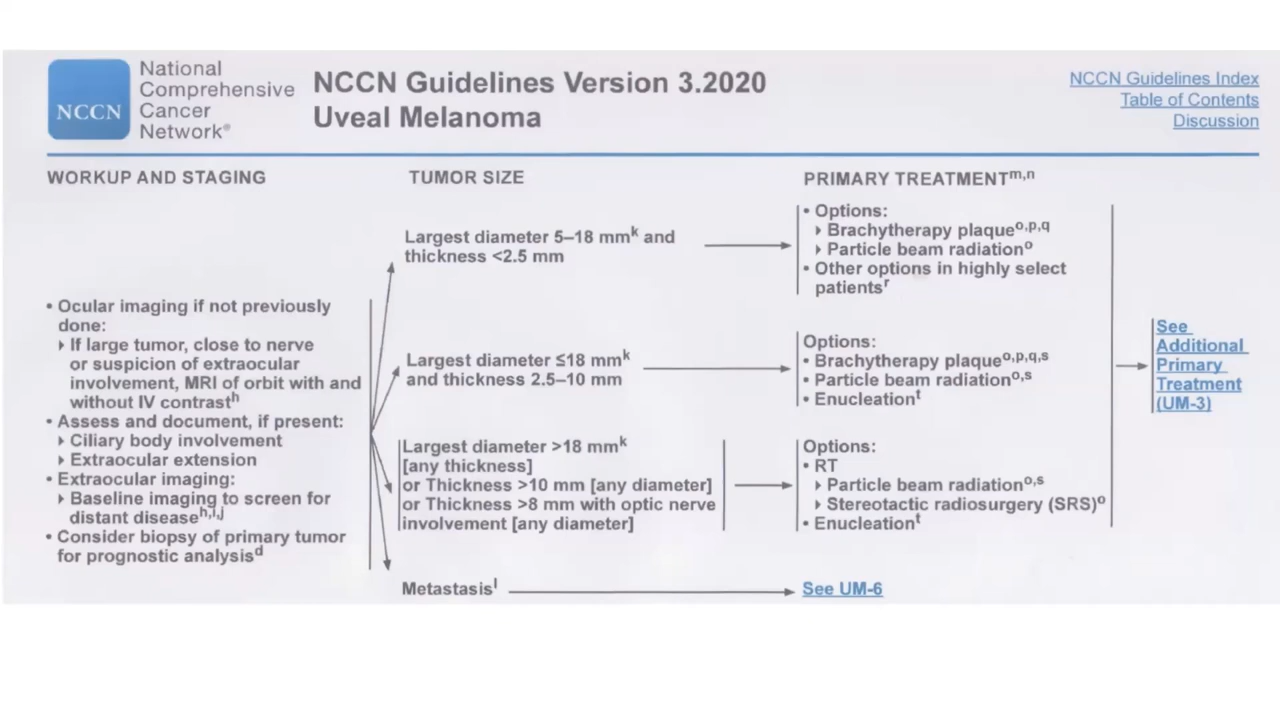 National
Comprehensive
NCCN Cancer
Network®
NCCN Guidelines Version 3.2020
Uveal Melanoma
NCCN Guidelines Index
Table of Contents
Discussion
WORKUP AND STAGING
• Ocular imaging if not previously
done:
‣ If large tumor, close to nerve
or suspicion of extraocular
involvement, MRI of orbit with and
without IV contrastʰ
• Assess and document, if present:
‣ Ciliary body involvement
‣ Extraocular extension
• Extraocular imaging:
‣ Baseline imaging to screen for
distant diseaseʰ,ⁱ,ʲ
• Consider biopsy of primary tumor
for prognostic analysisᵈ
TUMOR SIZE
Largest diameter 5–18 mmᵏ and
thickness <2.5 mm
Largest diameter ≤18 mmᵏ
and thickness 2.5–10 mm
Largest diameter >18 mmᵏ
[any thickness]
or Thickness >10 mm [any diameter]
or Thickness >8 mm with optic nerve
involvement [any diameter]
Metastasisˡ
PRIMARY TREATMENTᵐ,ⁿ
• Options:
‣ Brachytherapy plaqueᵒ,ᵖ,q
‣ Particle beam radiationᵒ
• Other options in highly select
patientsʳ
Options:
• Brachytherapy plaqueᵒ,ᵖ,q,ˢ
• Particle beam radiationᵒ,ˢ
• Enucleationᵗ
Options:
• RT
‣ Particle beam radiationᵒ,ˢ
‣ Stereotactic radiosurgery (SRS)ᵒ
• Enucleationᵗ
See UM-6
See
Additional
Primary
Treatment
(UM-3)